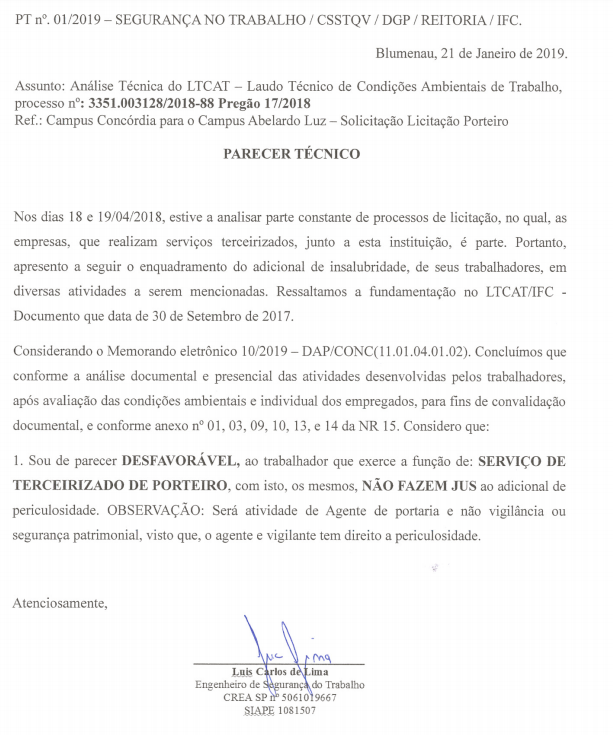 PT nº. 01/2019 – SEGURANÇA NO TRABALHO / CSSTQV / DGP / REITORIA / IFC.
Blumenau, 21 de Janeiro de 2019.
Assunto: Análise Técnica do LTCAT – Laudo Técnico de Condições Ambientais de Trabalho,
processo nº: 3351.003128/2018-88 Pregão 17/2018
Ref.: Campus Concórdia para o Campus Abelardo Luz – Solicitação Licitação Porteiro
PARECER TÉCNICO
Nos dias 18 e 19/04/2018, estive a analisar parte constante de processos de licitação, no qual, as
empresas, que realizam serviços terceirizados, junto a esta instituição, é parte. Portanto,
apresento a seguir o enquadramento do adicional de insalubridade, de seus trabalhadores, em
diversas atividades a serem mencionadas. Ressaltamos a fundamentação no LTCAT/IFC -
Documento que data de 30 de Setembro de 2017.
Considerando o Memorando eletrônico 10/2019 – DAP/CONC(11.01.04.01.02). Concluímos que
conforme a análise documental e presencial das atividades desenvolvidas pelos trabalhadores,
após avaliação das condições ambientais e individual dos empregados, para fins de convalidação
documental, e conforme anexo nº 01, 03, 09, 10, 13, e 14 da NR 15. Considero que:
1. Sou de parecer DESFAVORÁVEL, ao trabalhador que exerce a função de: SERVIÇO DE
TERCEIRIZADO DE PORTEIRO, com isto, os mesmos, NÃO FAZEM JUS ao adicional de
periculosidade. OBSERVAÇÃO: Será atividade de Agente de portaria e não vigilância ou
segurança patrimonial, visto que, o agente e vigilante tem direito a periculosidade.
Atenciosamente,
Luis Carlos de Lima
Engenheiro de Segurança do Trabalho
CREA SP nº 5061019667
SIAPE 1081507